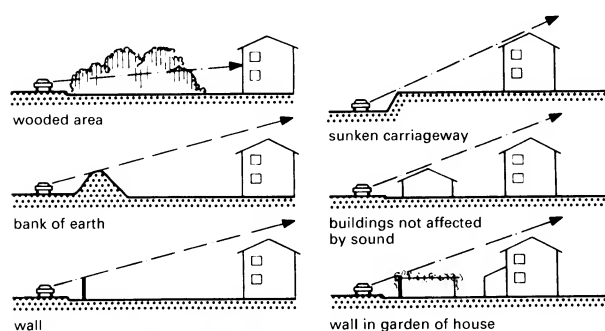 wooded area
sunken carriageway
bank of earth
buildings not affected
by sound
wall
wall in garden of house